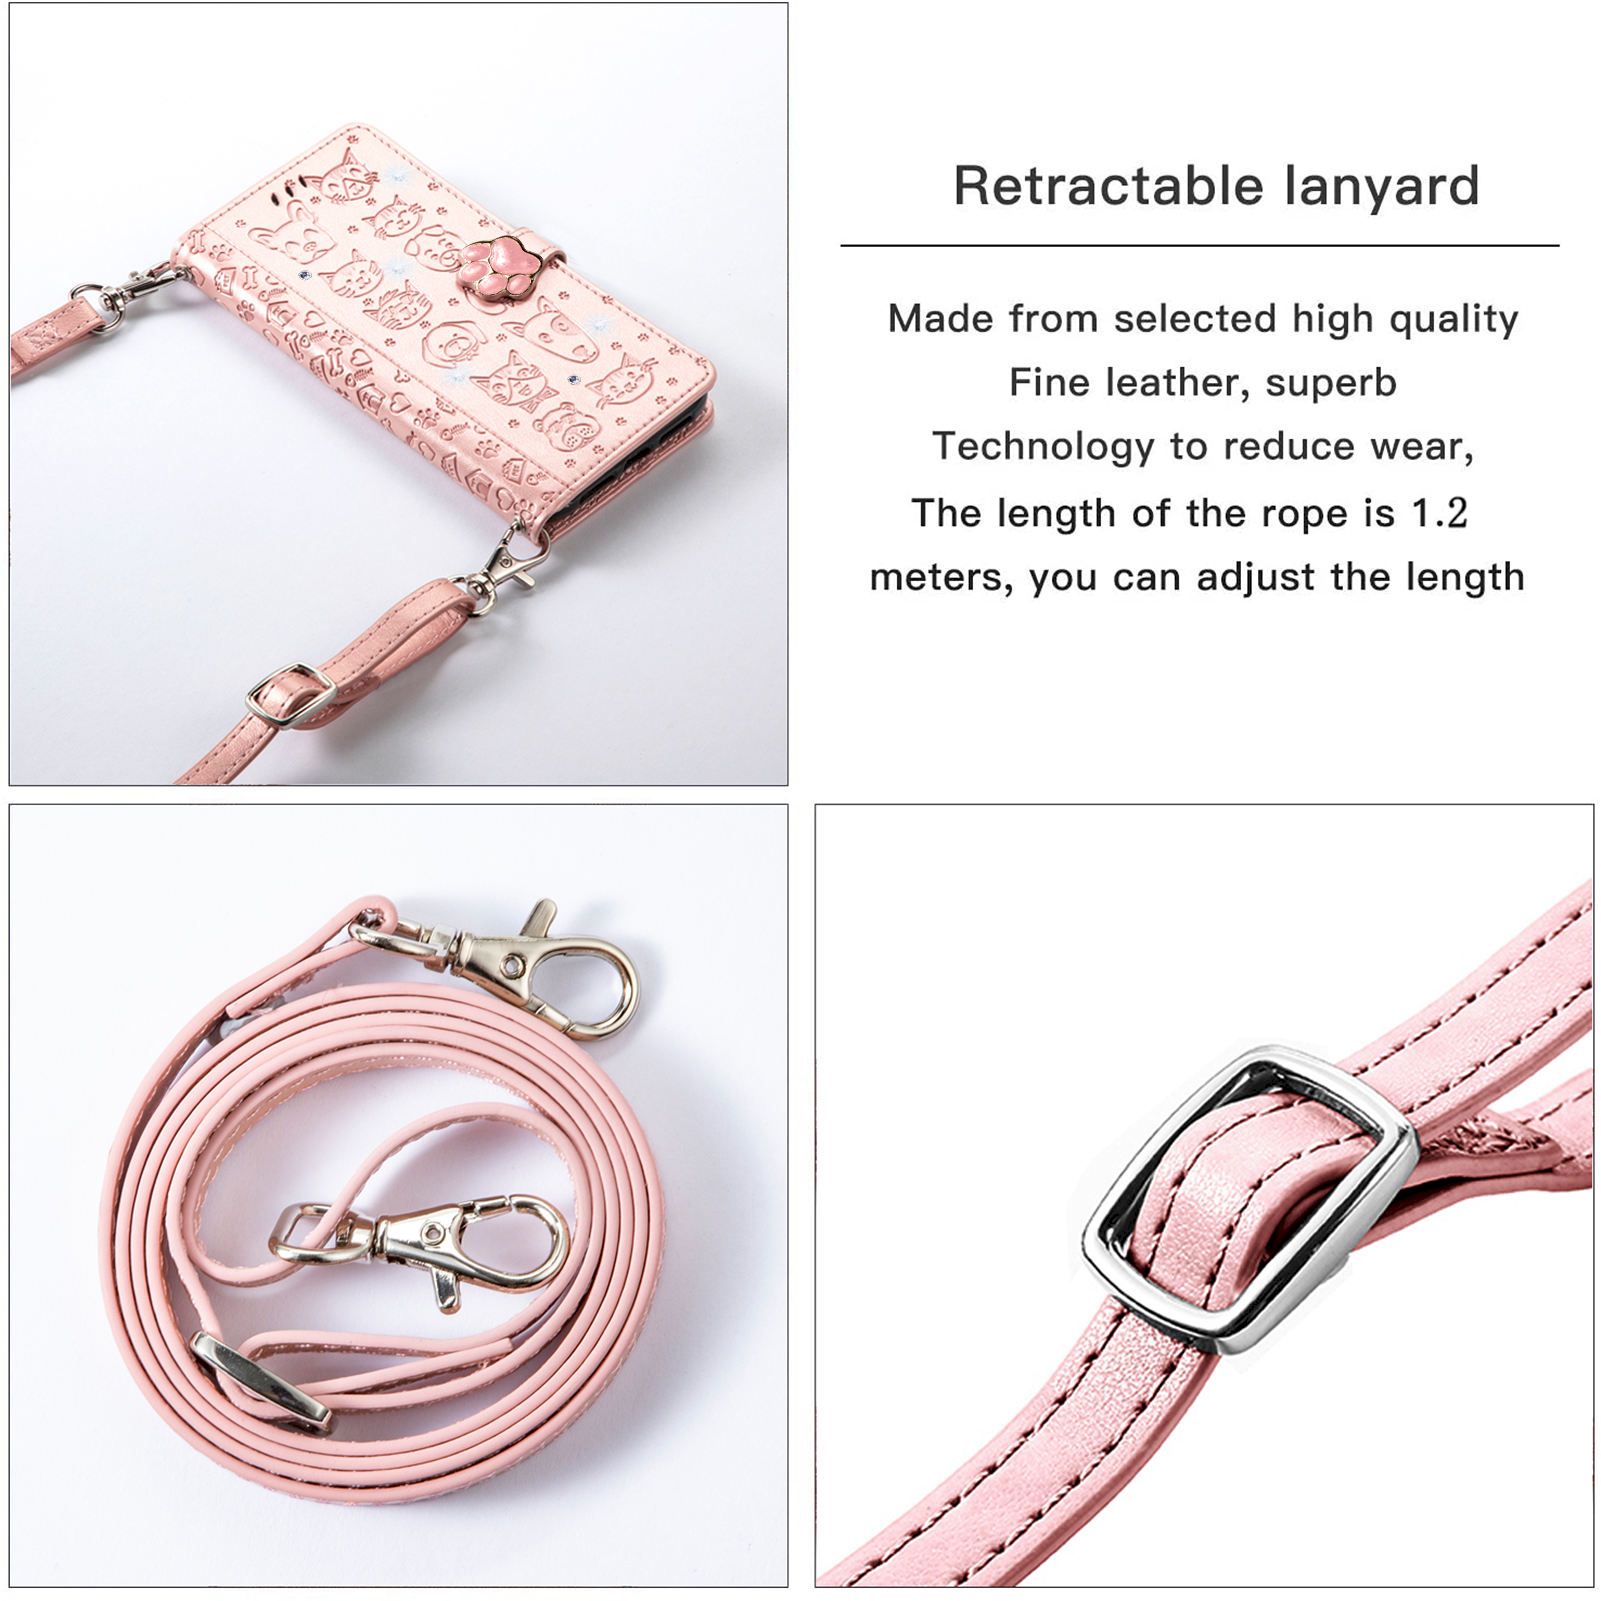 Retractable lanyard
Made from selected high quality
Fine leather, superb
Technology to reduce wear,
The length of the rope is 1.2
meters, you can adjust the length